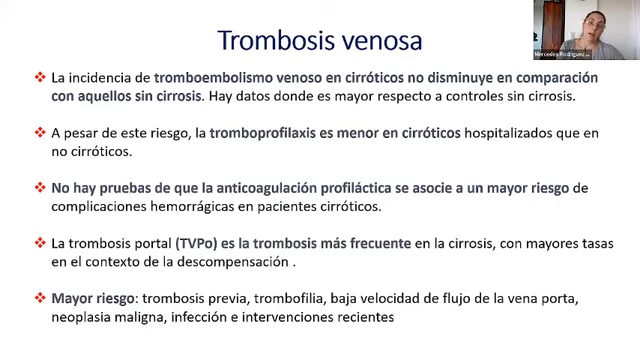 Trombosis venosa
Mercedes Rodriguez
La incidencia de tromboembolismo venoso en cirróticos no disminuye en comparación
con aquellos sin cirrosis. Hay datos donde es mayor respecto a controles sin cirrosis.
A pesar de este riesgo, la tromboprofilaxis es menor en cirróticos hospitalizados que en
no cirróticos.
No hay pruebas de que la anticoagulación profiláctica se asocie a un mayor riesgo de
complicaciones hemorrágicas en pacientes cirróticos.
La trombosis portal (TVPo) es la trombosis más frecuente en la cirrosis, con mayores tasas
en el contexto de la descompensación .
Mayor riesgo: trombosis previa, trombofilia, baja velocidad de flujo de la vena porta,
neoplasia maligna, infección e intervenciones recientes